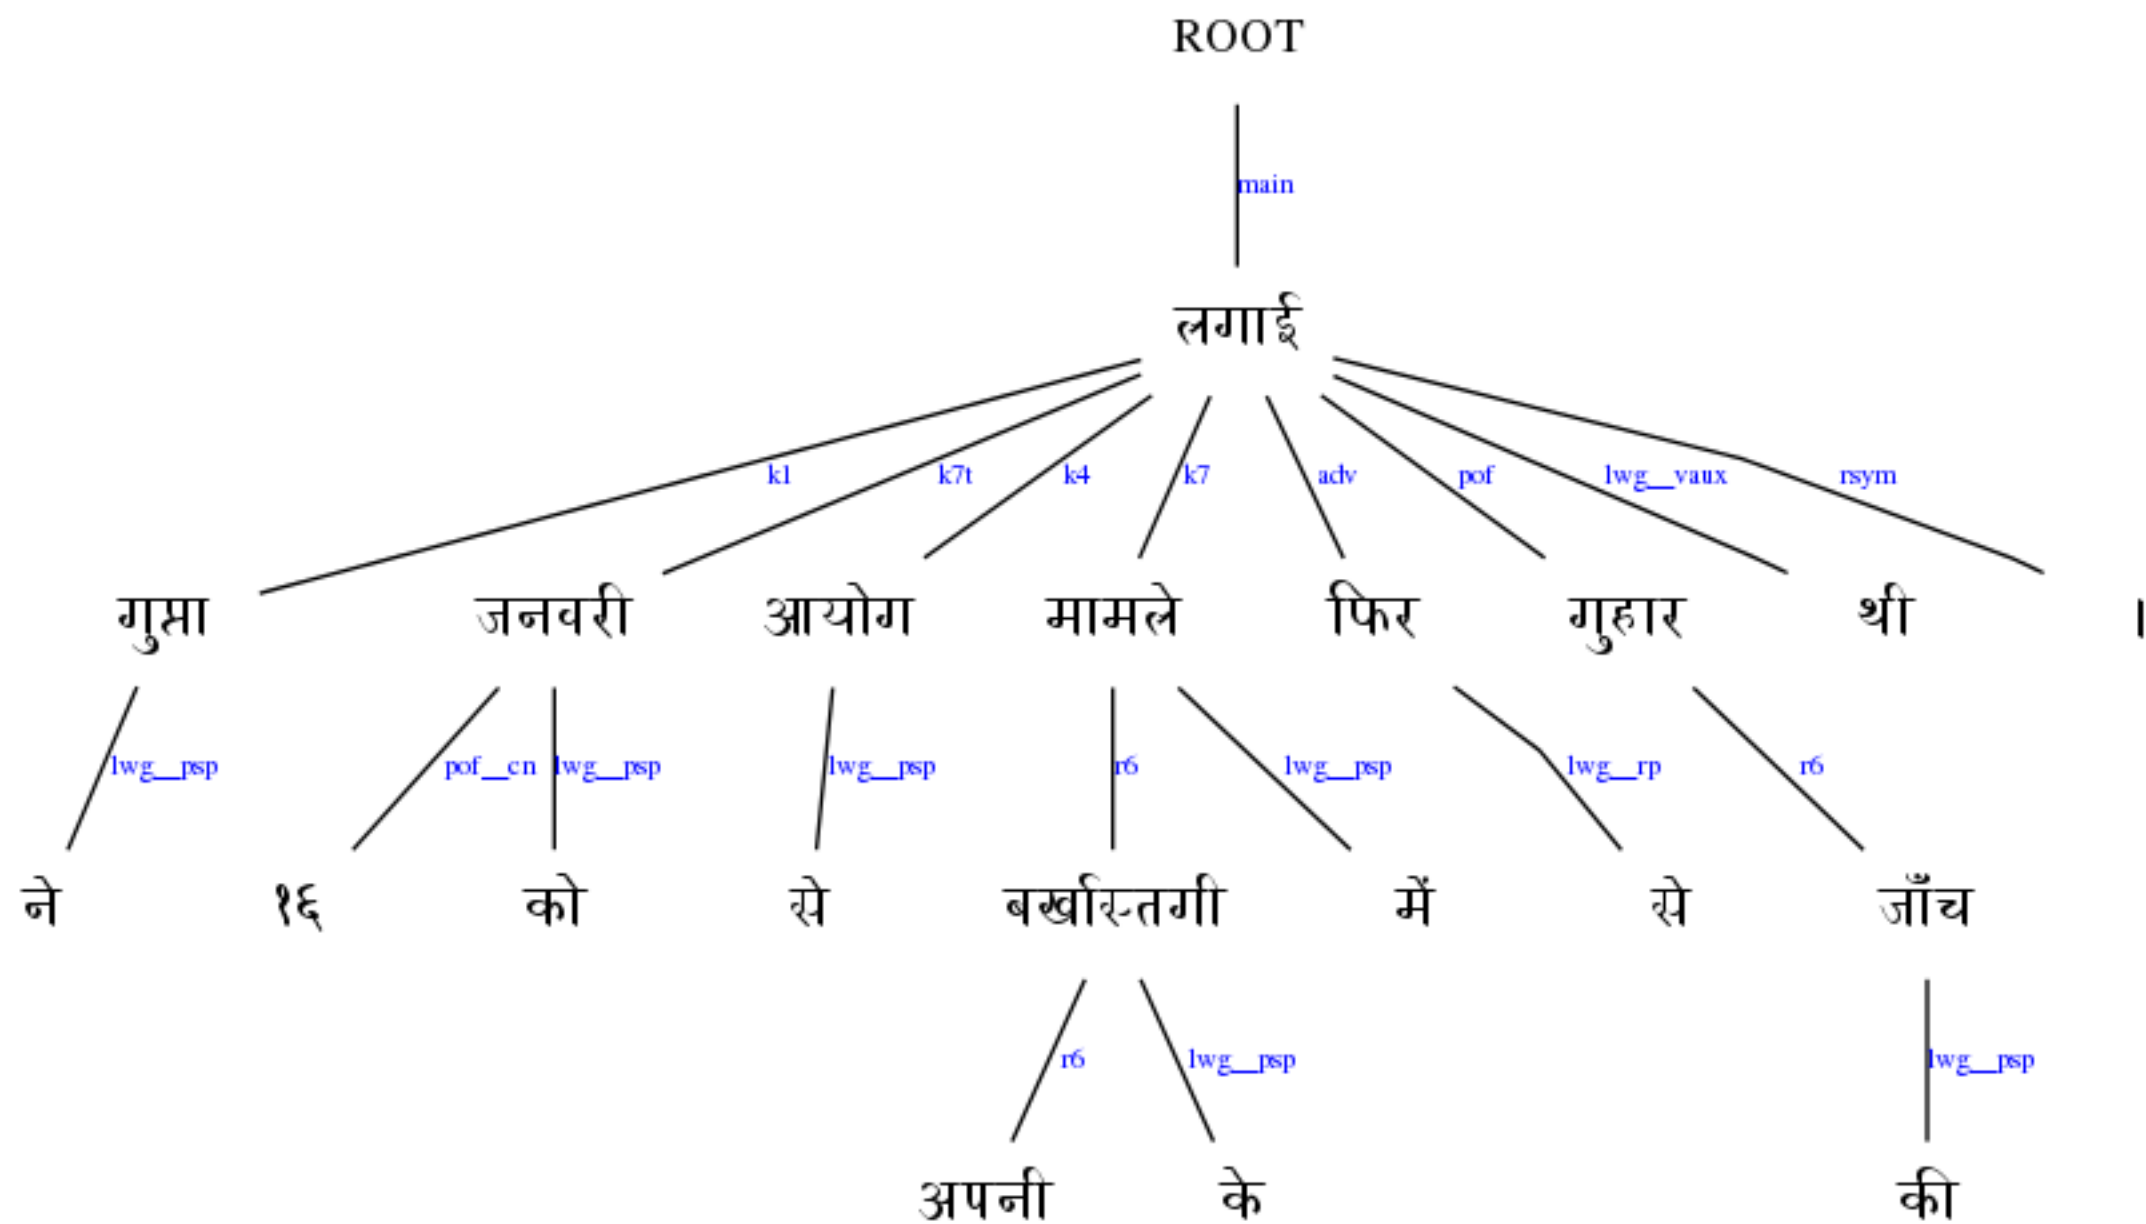 ROOT
main
लगाई
k1 k7t k4 k7 adv pof lwg__vaux rsym
गुप्ता जनवरी आयोग मामले फिर गुहार थी ।
lwg__psp pof__cn lwg__psp lwg__psp r6 lwg__psp lwg__rp r6
ने १६ को से बर्खास्तगी में से जाँच
r6 lwg__psp lwg__psp
अपनी के की